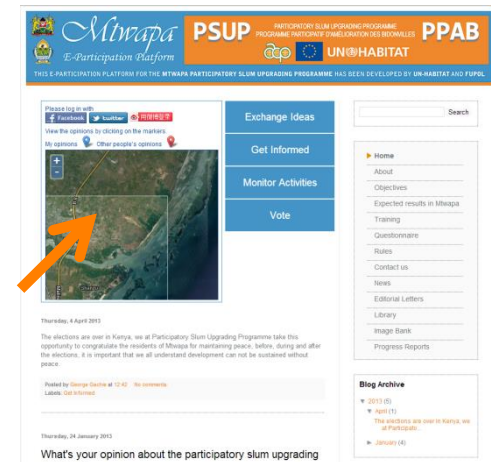 Mtwapa
E-Participation Platform
PSUP
PARTICIPATORY SLUM UPGRADING PROGRAMME
PROGRAMME PARTICIPATIF D'AMÉLIORATION DES BIDONVILLES
PPAB
acp
UN HABITAT
THIS E-PARTICIPATION PLATFORM FOR THE MTWAPA PARTICIPATORY SLUM UPGRADING PROGRAMME HAS BEEN DEVELOPED BY UN-HABITAT AND FUPOL
Please log in with
Facebook
twitter
View the opinions by clicking on the markers.
My opinions
Other people's opinions
+
-
Exchange Ideas
Get Informed
Monitor Activities
Vote
Search
Home
About
Objectives
Expected results in Mtwapa
Training
Questionnaire
Rules
Contact us
News
Editorial Letters
Library
Image Bank
Progress Reports
Thursday, 4 April 2013
The elections are over in Kenya, we at Participatory Slum Upgrading Programme take this
opportunity to congratulate the residents of Mtwapa for maintaining peace, before, during and after
the elections, it is important that we all understand development can not be sustained without
peace.
Posted by George Gachie at 12:42 No comments:
Labels: Get Informed
Blog Archive
▼ 2013 (5)
▼ April (1)
The elections are over in Kenya, we
at Participato...
► January (4)
Thursday, 24 January 2013
What's your opinion about the participatory slum upgrading